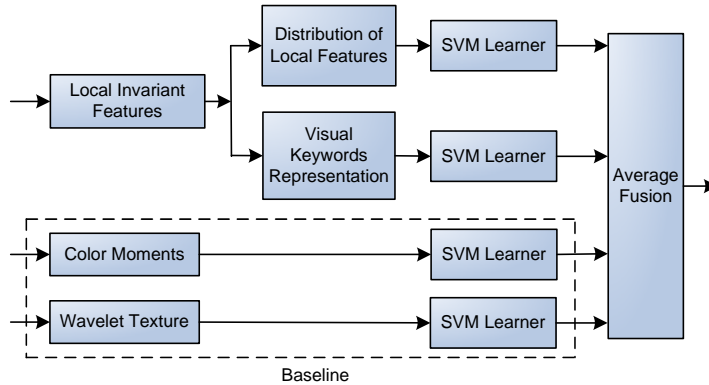 Distribution of
Local Features
SVM Learner
Local Invariant
Features
Visual
Keywords
Representation
SVM Learner
Average
Fusion
Color Moments
SVM Learner
Wavelet Texture
SVM Learner
Baseline